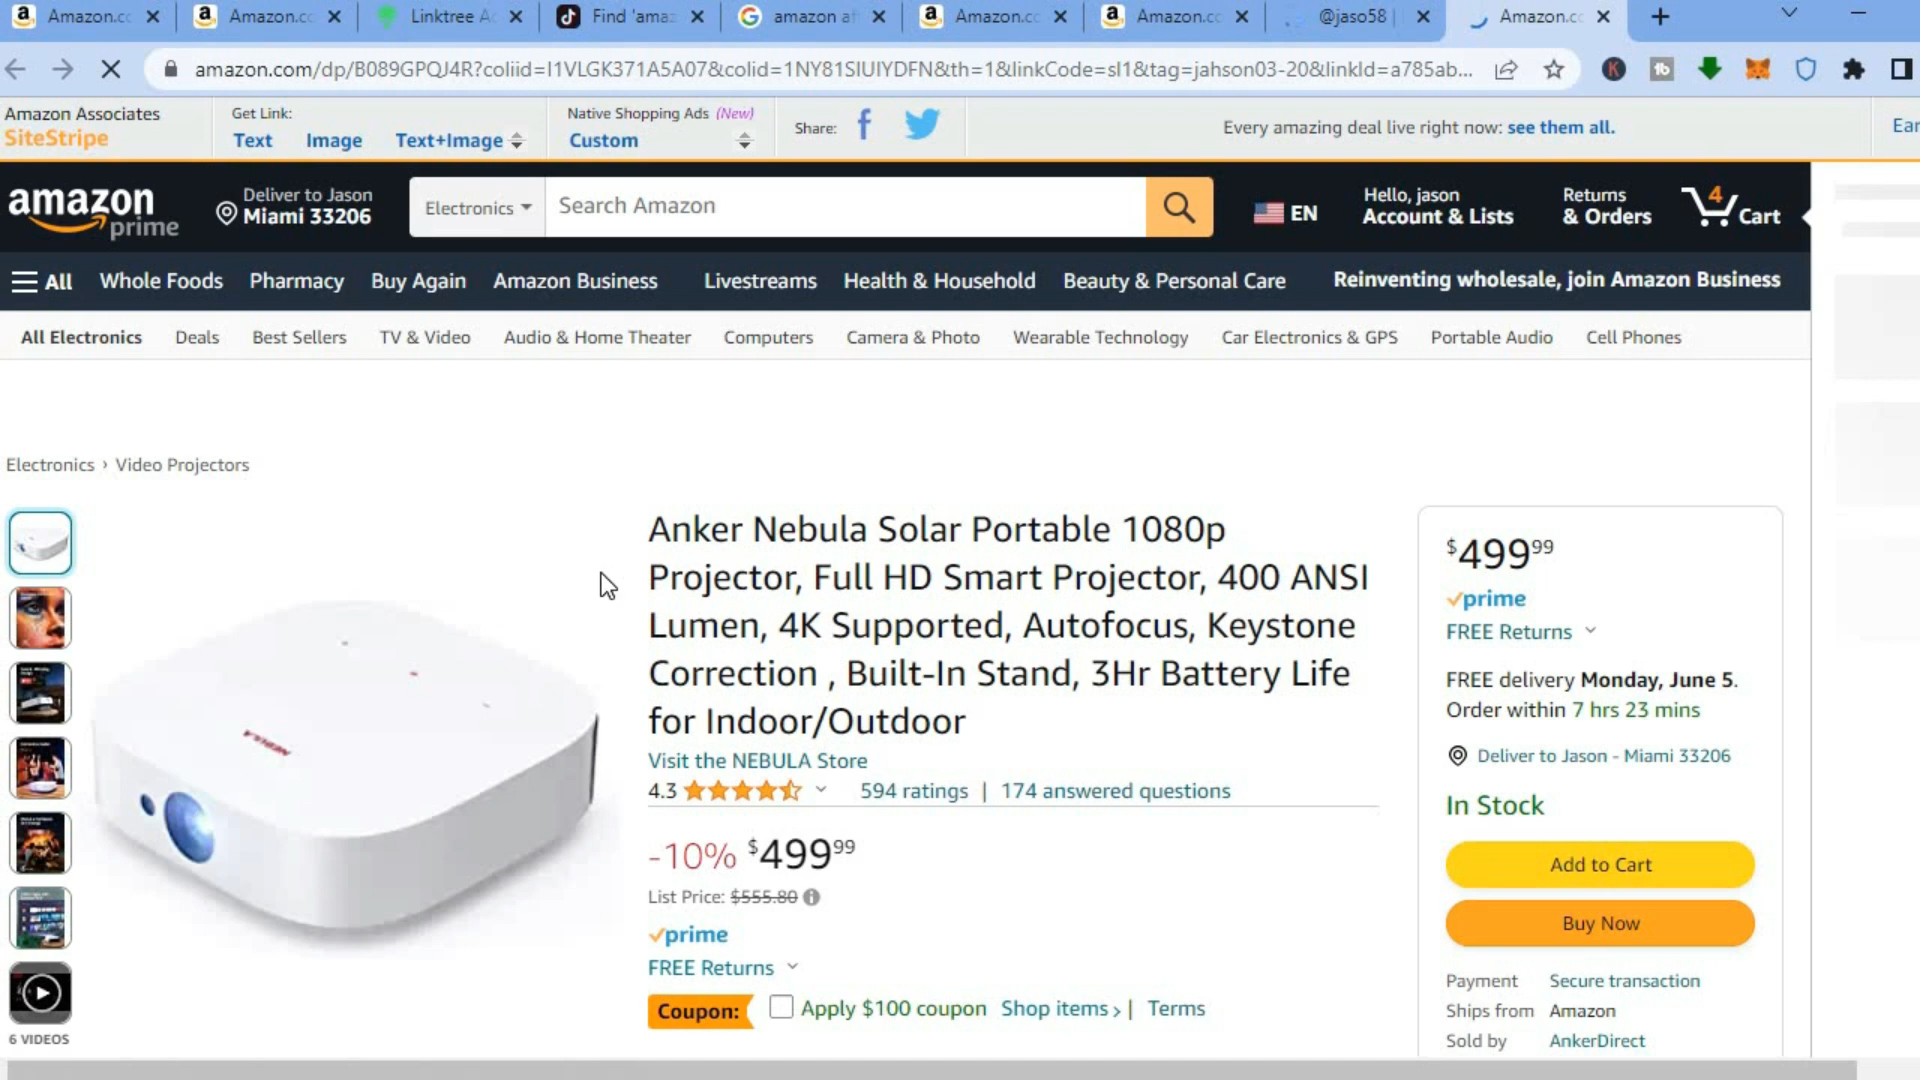 Amazon.cc
Amazon.cc
Linktree A
Find 'amaz
amazon af
Amazon.cc
Amazon.cc
@jaso58 |
Amazon.cc
amazon.com/dp/B089GPQJ4R?coliid=I1VLGK371A5A07&colid=1NY81SIUIYDFN&th=1&linkCode=sl1&tag=jahson03-20&linkId=a785ab...
Amazon Associates
SiteStripe
Get Link:
Text Image Text+Image
Native Shopping Ads (New)
Custom
Share:
Every amazing deal live right now: see them all.
Ear
amazon prime
Deliver to Jason
Miami 33206
Electronics
Search Amazon
EN
Hello, jason
Account & Lists
Returns
& Orders
4
Cart
All Whole Foods Pharmacy Buy Again Amazon Business Livestreams Health & Household Beauty & Personal Care Reinventing wholesale, join Amazon Business
All Electronics Deals Best Sellers TV & Video Audio & Home Theater Computers Camera & Photo Wearable Technology Car Electronics & GPS Portable Audio Cell Phones
Electronics › Video Projectors
6 VIDEOS
NEBULA
Anker Nebula Solar Portable 1080p
Projector, Full HD Smart Projector, 400 ANSI
Lumen, 4K Supported, Autofocus, Keystone
Correction , Built-In Stand, 3Hr Battery Life
for Indoor/Outdoor
Visit the NEBULA Store
4.3 594 ratings | 174 answered questions
-10% $49999
List Price: $555.80
prime
FREE Returns
Coupon: Apply $100 coupon Shop items > | Terms
$49999
prime
FREE Returns
FREE delivery Monday, June 5.
Order within 7 hrs 23 mins
Deliver to Jason - Miami 33206
In Stock
Add to Cart
Buy Now
Payment Secure transaction
Ships from Amazon
Sold by AnkerDirect